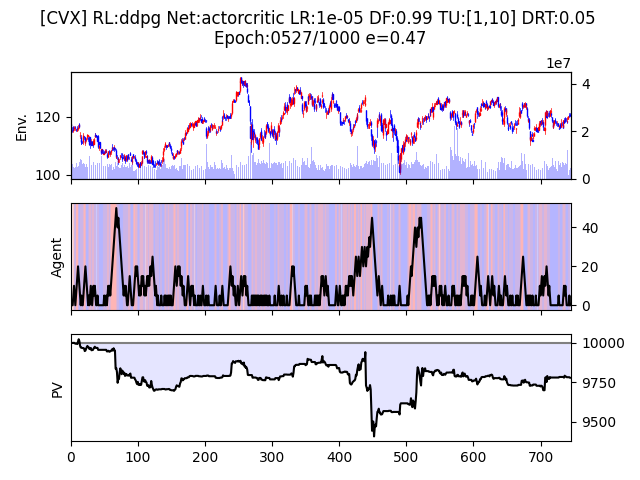 [CVX] RL:ddpg Net:actorcritic LR:1e-05 DF:0.99 TU:[1,10] DRT:0.05
Epoch:0527/1000 e=0.47
1e7
Env.
120
100
4
2
0
Agent
40
20
0
PV
10000
9750
9500
0 100 200 300 400 500 600 700